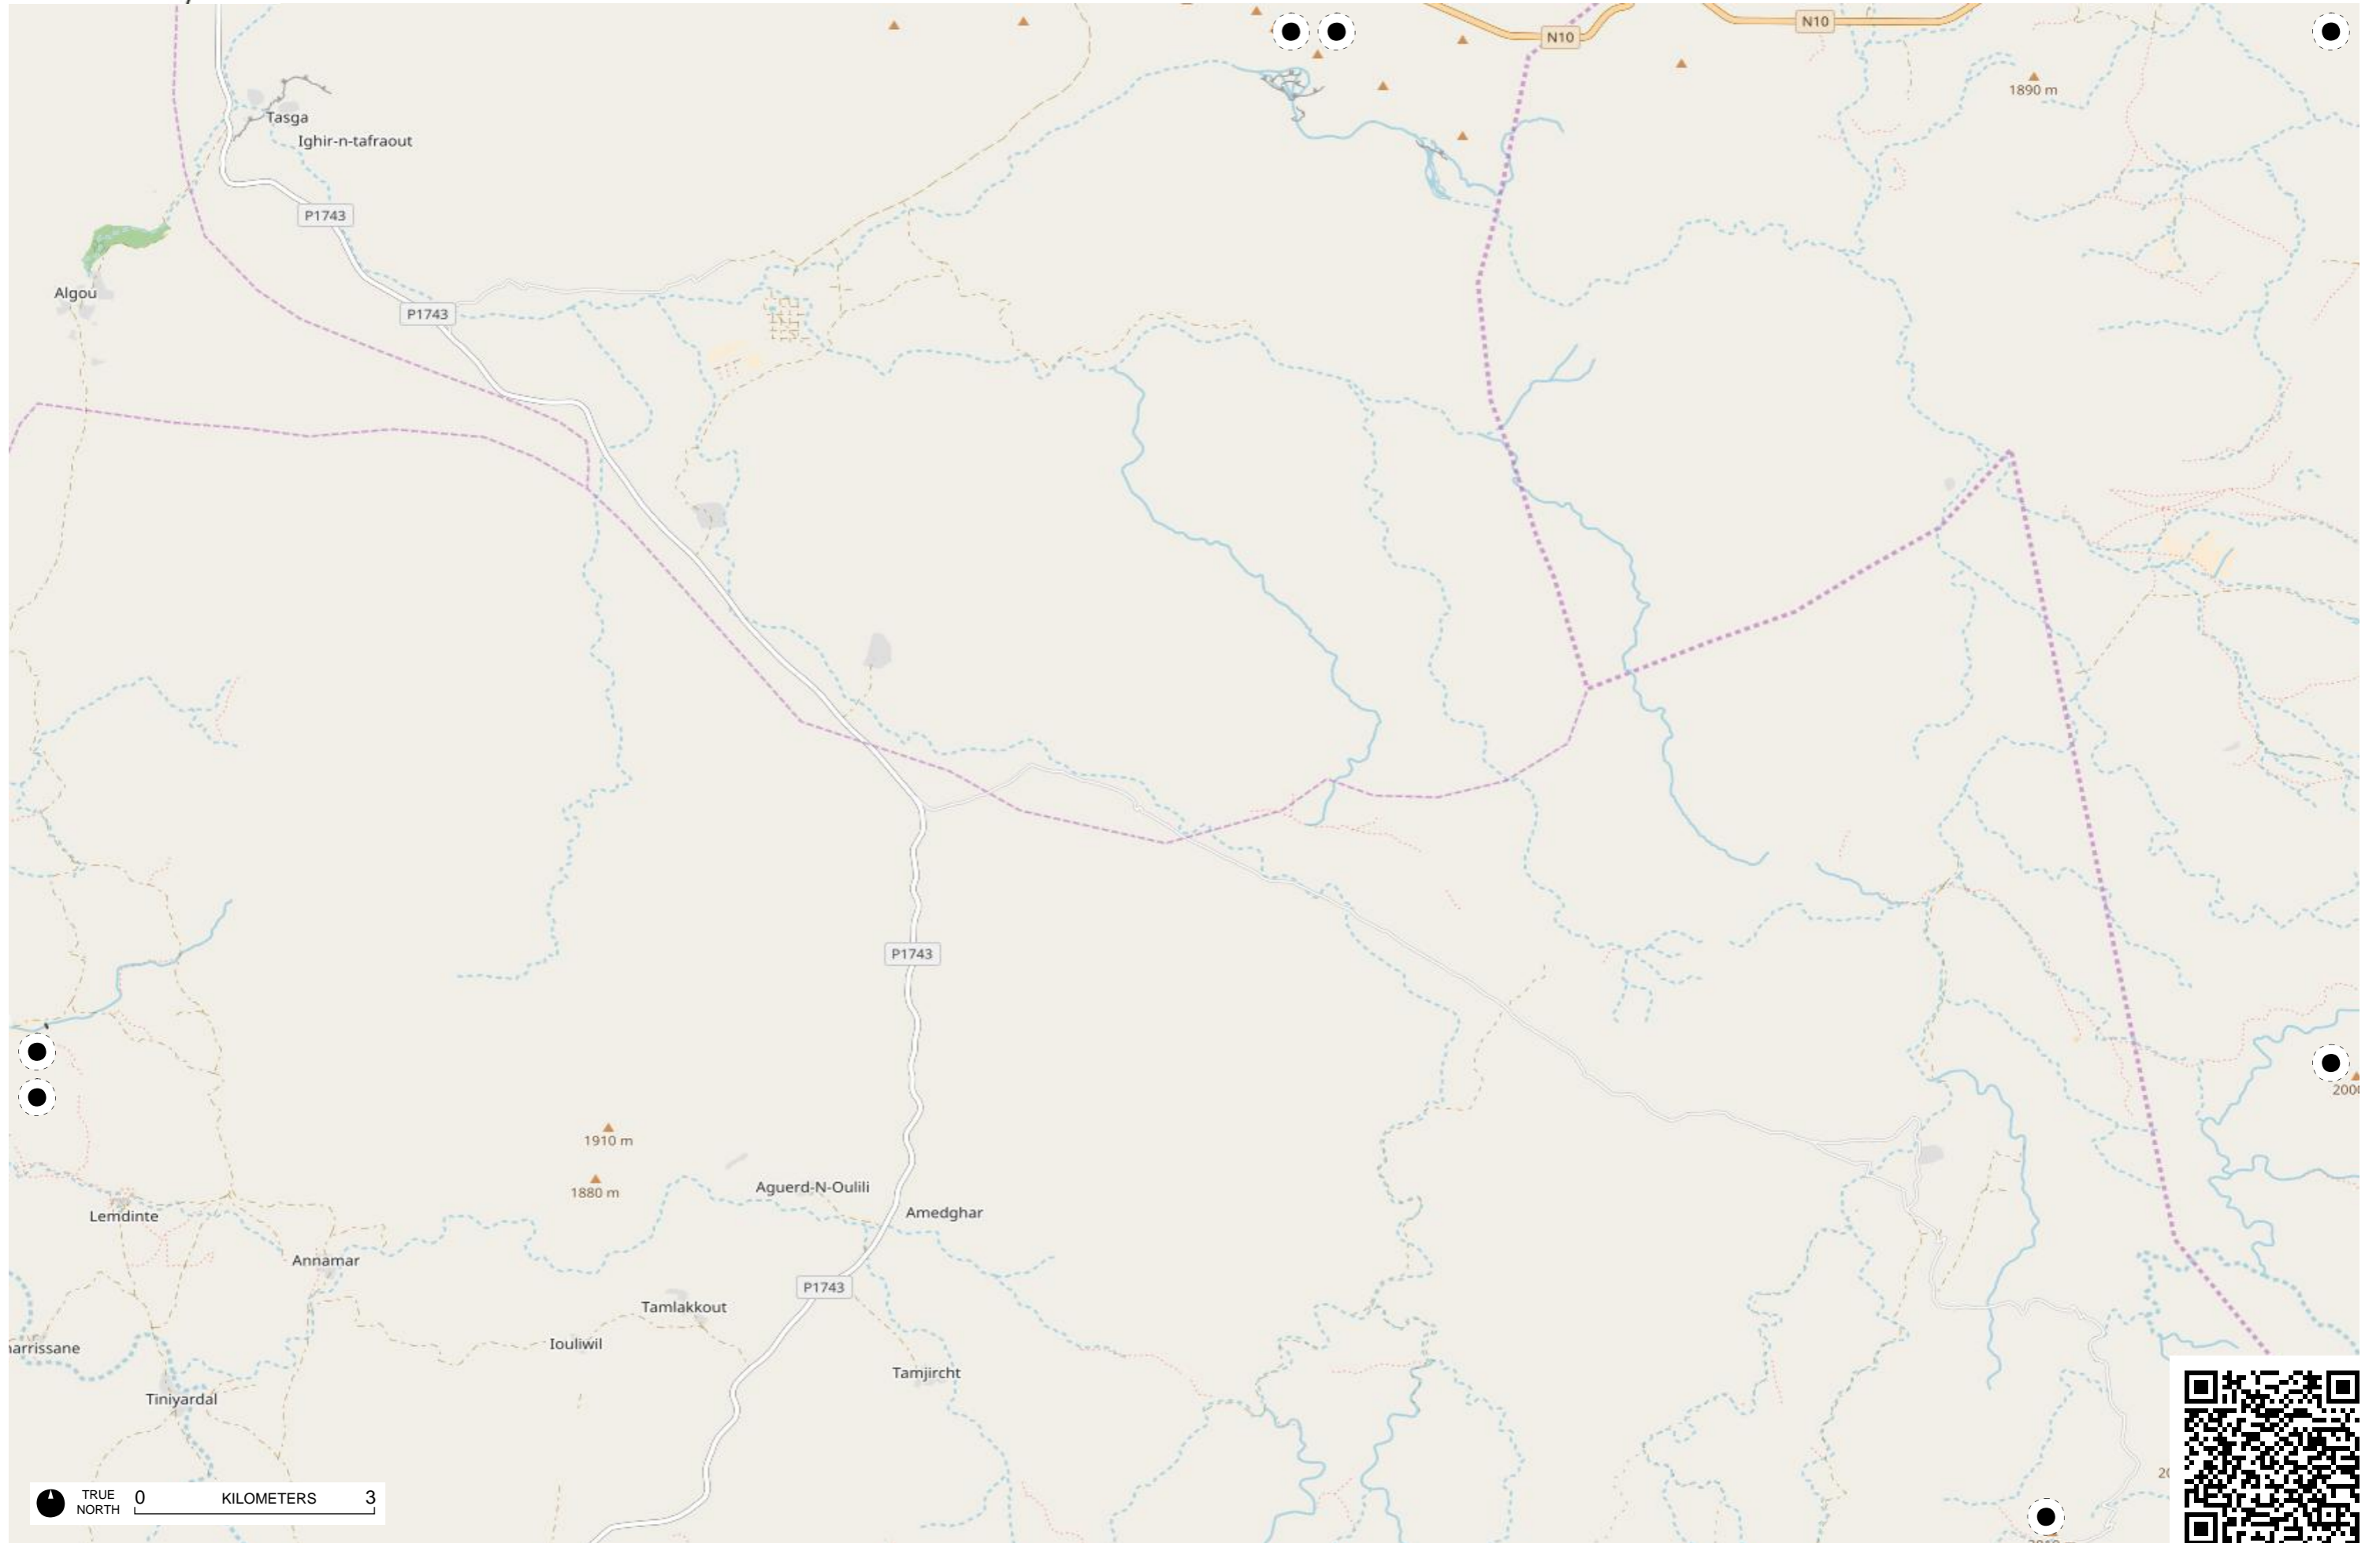 N10
N10
1890 m
Tasga
Ighir-n-tafraout
P1743
Algou
P1743
P1743
1910 m
1880 m
Aguerd-N-Oulili
Amedghar
Lemdinte
Annamar
P1743
Tamlakkout
Iouliwil
arrissane
Tamjircht
Tiniyardal
TRUE NORTH
0 KILOMETERS 3